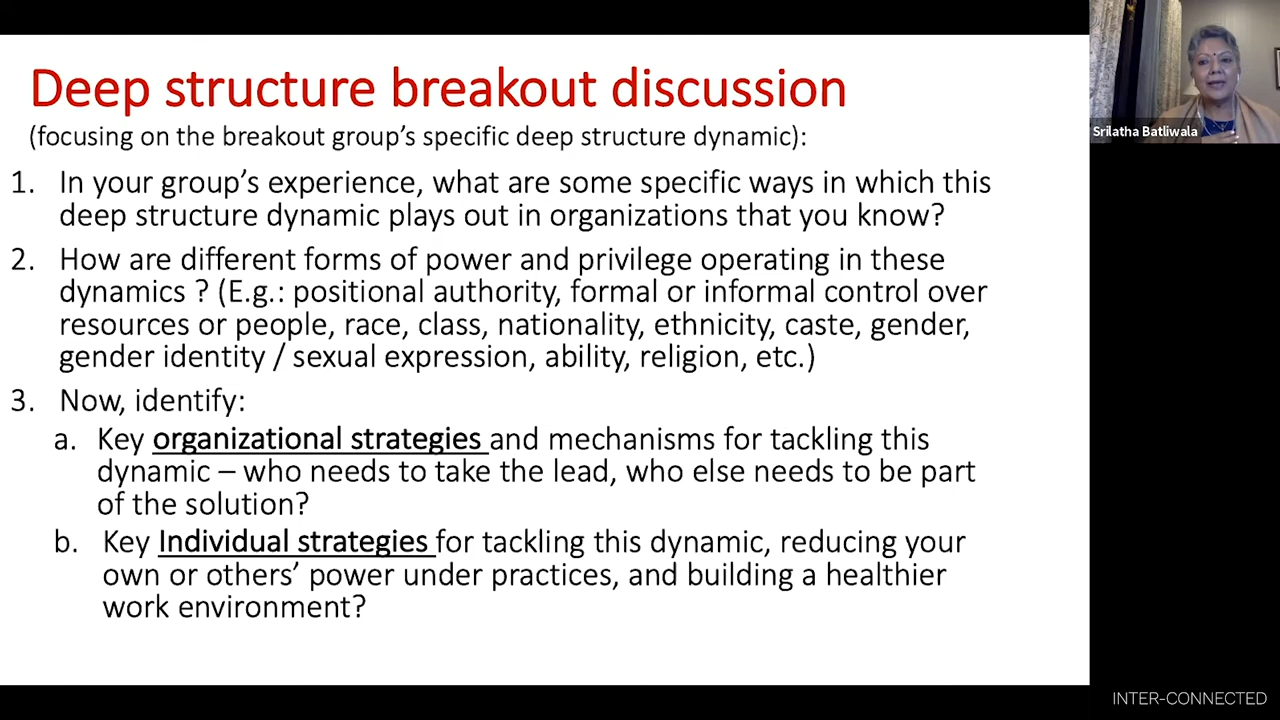 Deep structure breakout discussion
(focusing on the breakout group's specific deep structure dynamic):
1. In your group's experience, what are some specific ways in which this
deep structure dynamic plays out in organizations that you know?
2. How are different forms of power and privilege operating in these
dynamics ? (E.g.: positional authority, formal or informal control over
resources or people, race, class, nationality, ethnicity, caste, gender,
gender identity / sexual expression, ability, religion, etc.)
3. Now, identify:
a. Key organizational strategies and mechanisms for tackling this
dynamic – who needs to take the lead, who else needs to be part
of the solution?
b. Key Individual strategies for tackling this dynamic, reducing your
own or others' power under practices, and building a healthier
work environment?
Srilatha Batliwala
INTER-CONNECTED